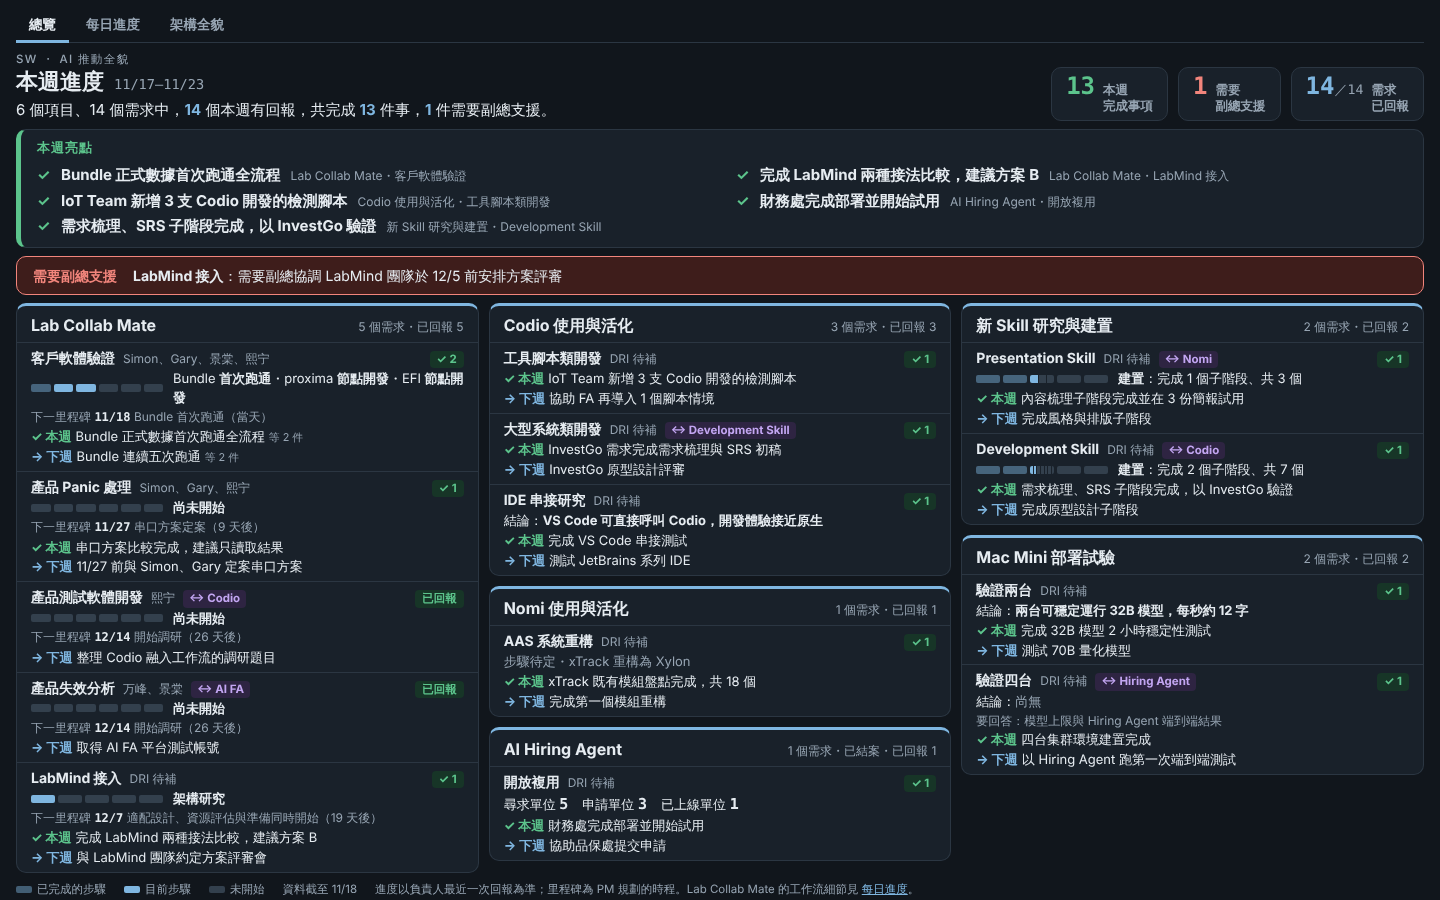 總覽 每日進度 架構全貌
SW · AI 推動全貌
本週進度 11/17–11/23
6 個項目、14 個需求中，14 個本週有回報，共完成 13 件事，1 件需要副總支援。
13 本週完成事項
1 需要副總支援
14／14 需求已回報
本週亮點
✓ Bundle 正式數據首次跑通全流程 Lab Collab Mate · 客戶軟體驗證
✓ 完成 LabMind 兩種接法比較，建議方案 B Lab Collab Mate · LabMind 接入
✓ IoT Team 新增 3 支 Codio 開發的檢測腳本 Codio 使用與活化 · 工具腳本類開發
✓ 財務處完成部署並開始試用 AI Hiring Agent · 開放複用
✓ 需求梳理、SRS 子階段完成，以 InvestGo 驗證 新 Skill 研究與建置 · Development Skill
需要副總支援 LabMind 接入：需要副總協調 LabMind 團隊於 12/5 前安排方案評審
Lab Collab Mate 5 個需求 · 已回報 5
客戶軟體驗證 Simon、Gary、景棠、熙宁 ✓ 2
Bundle 首次跑通 · proxima 節點開發 · EFI 節點開
發
下一里程碑 11/18 Bundle 首次跑通（當天）
✓ 本週 Bundle 正式數據首次跑通全流程 等 2 件
→ 下週 Bundle 連續五次跑通 等 2 件
產品 Panic 處理 Simon、Gary、熙宁 ✓ 1
尚未開始
下一里程碑 11/27 串口方案定案（9 天後）
✓ 本週 串口方案比較完成，建議只讀取結果
→ 下週 11/27 前與 Simon、Gary 定案串口方案
產品測試軟體開發 熙宁 ↔ Codio 已回報
尚未開始
下一里程碑 12/14 開始調研（26 天後）
→ 下週 整理 Codio 融入工作流的調研題目
產品失效分析 万峰、景棠 ↔ AI FA 已回報
尚未開始
下一里程碑 12/14 開始調研（26 天後）
→ 下週 取得 AI FA 平台測試帳號
LabMind 接入 DRI 待補 ✓ 1
架構研究
下一里程碑 12/7 適配設計、資源評估與準備同時開始（19 天後）
✓ 本週 完成 LabMind 兩種接法比較，建議方案 B
→ 下週 與 LabMind 團隊約定方案評審會
Codio 使用與活化 3 個需求 · 已回報 3
工具腳本類開發 DRI 待補 ✓ 1
✓ 本週 IoT Team 新增 3 支 Codio 開發的檢測腳本
→ 下週 協助 FA 再導入 1 個腳本情境
大型系統類開發 DRI 待補 ↔ Development Skill ✓ 1
✓ 本週 InvestGo 需求完成需求梳理與 SRS 初稿
→ 下週 InvestGo 原型設計評審
IDE 串接研究 DRI 待補 ✓ 1
結論：VS Code 可直接呼叫 Codio，開發體驗接近原生
✓ 本週 完成 VS Code 串接測試
→ 下週 測試 JetBrains 系列 IDE
Nomi 使用與活化 1 個需求 · 已回報 1
AAS 系統重構 DRI 待補 ✓ 1
步驟待定 · xTrack 重構為 Xylon
✓ 本週 xTrack 既有模組盤點完成，共 18 個
→ 下週 完成第一個模組重構
AI Hiring Agent 1 個需求 · 已結案 · 已回報 1
開放複用 DRI 待補 ✓ 1
尋求單位 5 申請單位 3 已上線單位 1
✓ 本週 財務處完成部署並開始試用
→ 下週 協助品保處提交申請
新 Skill 研究與建置 2 個需求 · 已回報 2
Presentation Skill DRI 待補 ↔ Nomi ✓ 1
建置：完成 1 個子階段、共 3 個
✓ 本週 內容梳理子階段完成並在 3 份簡報試用
→ 下週 完成風格與排版子階段
Development Skill DRI 待補 ↔ Codio ✓ 1
建置：完成 2 個子階段、共 7 個
✓ 本週 需求梳理、SRS 子階段完成，以 InvestGo 驗證
→ 下週 完成原型設計子階段
Mac Mini 部署試驗 2 個需求 · 已回報 2
驗證兩台 DRI 待補 ✓ 1
結論：兩台可穩定運行 32B 模型，每秒約 12 字
✓ 本週 完成 32B 模型 2 小時穩定性測試
→ 下週 測試 70B 量化模型
驗證四台 DRI 待補 ↔ Hiring Agent ✓ 1
結論：尚無
要回答：模型上限與 Hiring Agent 端到端結果
✓ 本週 四台集群環境建置完成
→ 下週 以 Hiring Agent 跑第一次端到端測試
已完成的步驟 目前步驟 未開始 資料截至 11/18 進度以負責人最近一次回報為準；里程碑為 PM 規劃的時程。Lab Collab Mate 的工作流細節見 每日進度。